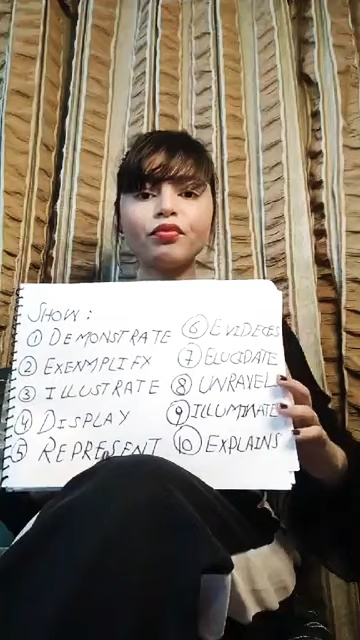 SHOW:
① DEMONSTRATE
② EXENMPLIFX
③ ILLUSTRATE
④ DISPLAY
⑤ REPRESENT
⑥ EVIDECES
⑦ ELUCIDATE
⑧ UNRAVEL
⑨ ILLUMINATE
⑩ EXPLAINS